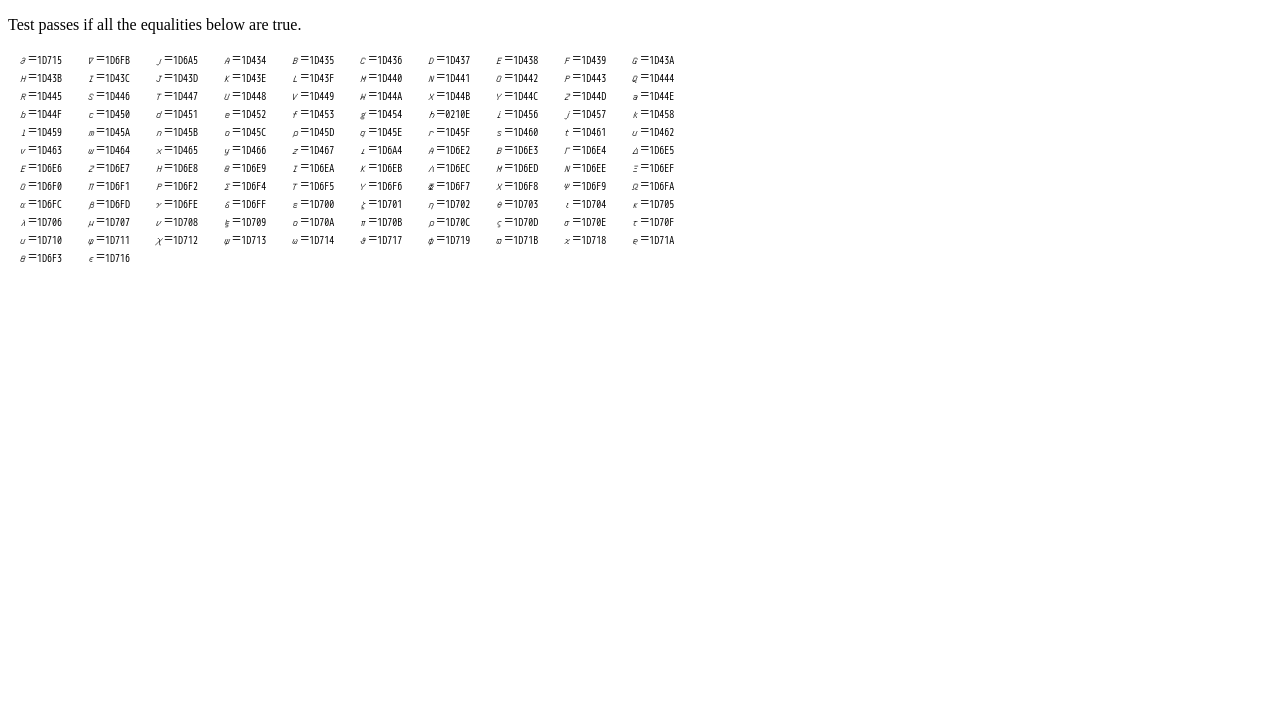 Test passes if all the equalities below are true.
𝜕=1D715 𝛻=1D6FB 𝚥=1D6A5 𝐴=1D434 𝐵=1D435 𝐶=1D436 𝐷=1D437 𝐸=1D438 𝐹=1D439 𝐺=1D43A
𝐻=1D43B 𝐼=1D43C 𝐽=1D43D 𝐾=1D43E 𝐿=1D43F 𝑀=1D440 𝑁=1D441 𝑂=1D442 𝑃=1D443 𝑄=1D444
𝑅=1D445 𝑆=1D446 𝑇=1D447 𝑈=1D448 𝑉=1D449 𝑊=1D44A 𝑋=1D44B 𝑌=1D44C 𝑍=1D44D 𝑎=1D44E
𝑏=1D44F 𝑐=1D450 𝑑=1D451 𝑒=1D452 𝑓=1D453 𝑔=1D454 ℎ=0210E 𝑖=1D456 𝑗=1D457 𝑘=1D458
𝑙=1D459 𝑚=1D45A 𝑛=1D45B 𝑜=1D45C 𝑝=1D45D 𝑞=1D45E 𝑟=1D45F 𝑠=1D460 𝑡=1D461 𝑢=1D462
𝑣=1D463 𝑤=1D464 𝑥=1D465 𝑦=1D466 𝑧=1D467 𝚤=1D6A4 𝛢=1D6E2 𝛣=1D6E3 𝛤=1D6E4 𝛥=1D6E5
𝛦=1D6E6 𝛧=1D6E7 𝛨=1D6E8 𝛩=1D6E9 𝛪=1D6EA 𝛫=1D6EB 𝛬=1D6EC 𝛭=1D6ED 𝛮=1D6EE 𝛯=1D6EF
𝛰=1D6F0 𝛱=1D6F1 𝛲=1D6F2 𝛴=1D6F4 𝛵=1D6F5 𝛶=1D6F6 𝛷=1D6F7 𝛸=1D6F8 𝛹=1D6F9 𝛺=1D6FA
𝛼=1D6FC 𝛽=1D6FD 𝛾=1D6FE 𝛿=1D6FF 𝜀=1D700 𝜁=1D701 𝜂=1D702 𝜃=1D703 𝜄=1D704 𝜅=1D705
𝜆=1D706 𝜇=1D707 𝜈=1D708 𝜉=1D709 𝜊=1D70A 𝜋=1D70B 𝜌=1D70C 𝜍=1D70D 𝜎=1D70E 𝜏=1D70F
𝜐=1D710 𝜑=1D711 𝜒=1D712 𝜓=1D713 𝜔=1D714 𝜗=1D717 𝜙=1D719 𝜛=1D71B 𝜘=1D718 𝜚=1D71A
𝛳=1D6F3 𝜖=1D716